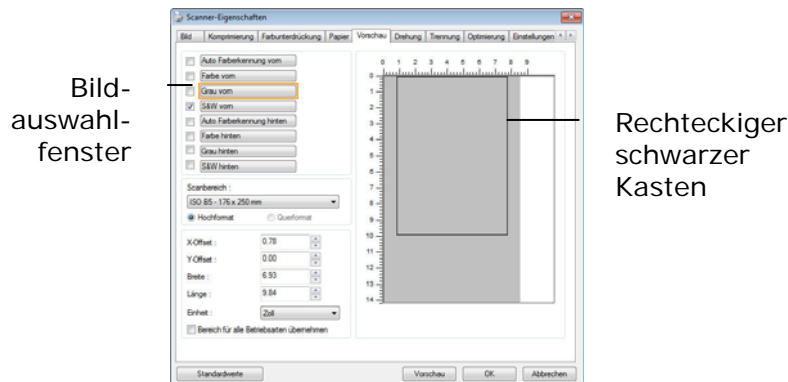 Scanner-Eigenschaften
Bild Komprimierung Farbunterdrückung Papier Vorschau Drehung Trennung Optimierung Einstellungen
Auto Farberkennung vorn
Farbe vorn
Grau vorn
S&W vorn
Auto Farberkennung hinten
Farbe hinten
Grau hinten
S&W hinten
Scanbereich :
ISO B5 - 176 x 250 mm
Hochformat Querformat
X-Offset : 0.78
Y-Offset : 0.00
Breite : 6.93
Länge : 9.84
Einheit : Zoll
Bereich für alle Betriebsarten übernehmen
0 1 2 3 4 5 6 7 8 9
0
1
2
3
4
5
6
7
8
9
10
11
12
13
14
Standardwerte Vorschau OK Abbrechen
Bild-
auswahl-
fenster
Rechteckiger
schwarzer
Kasten